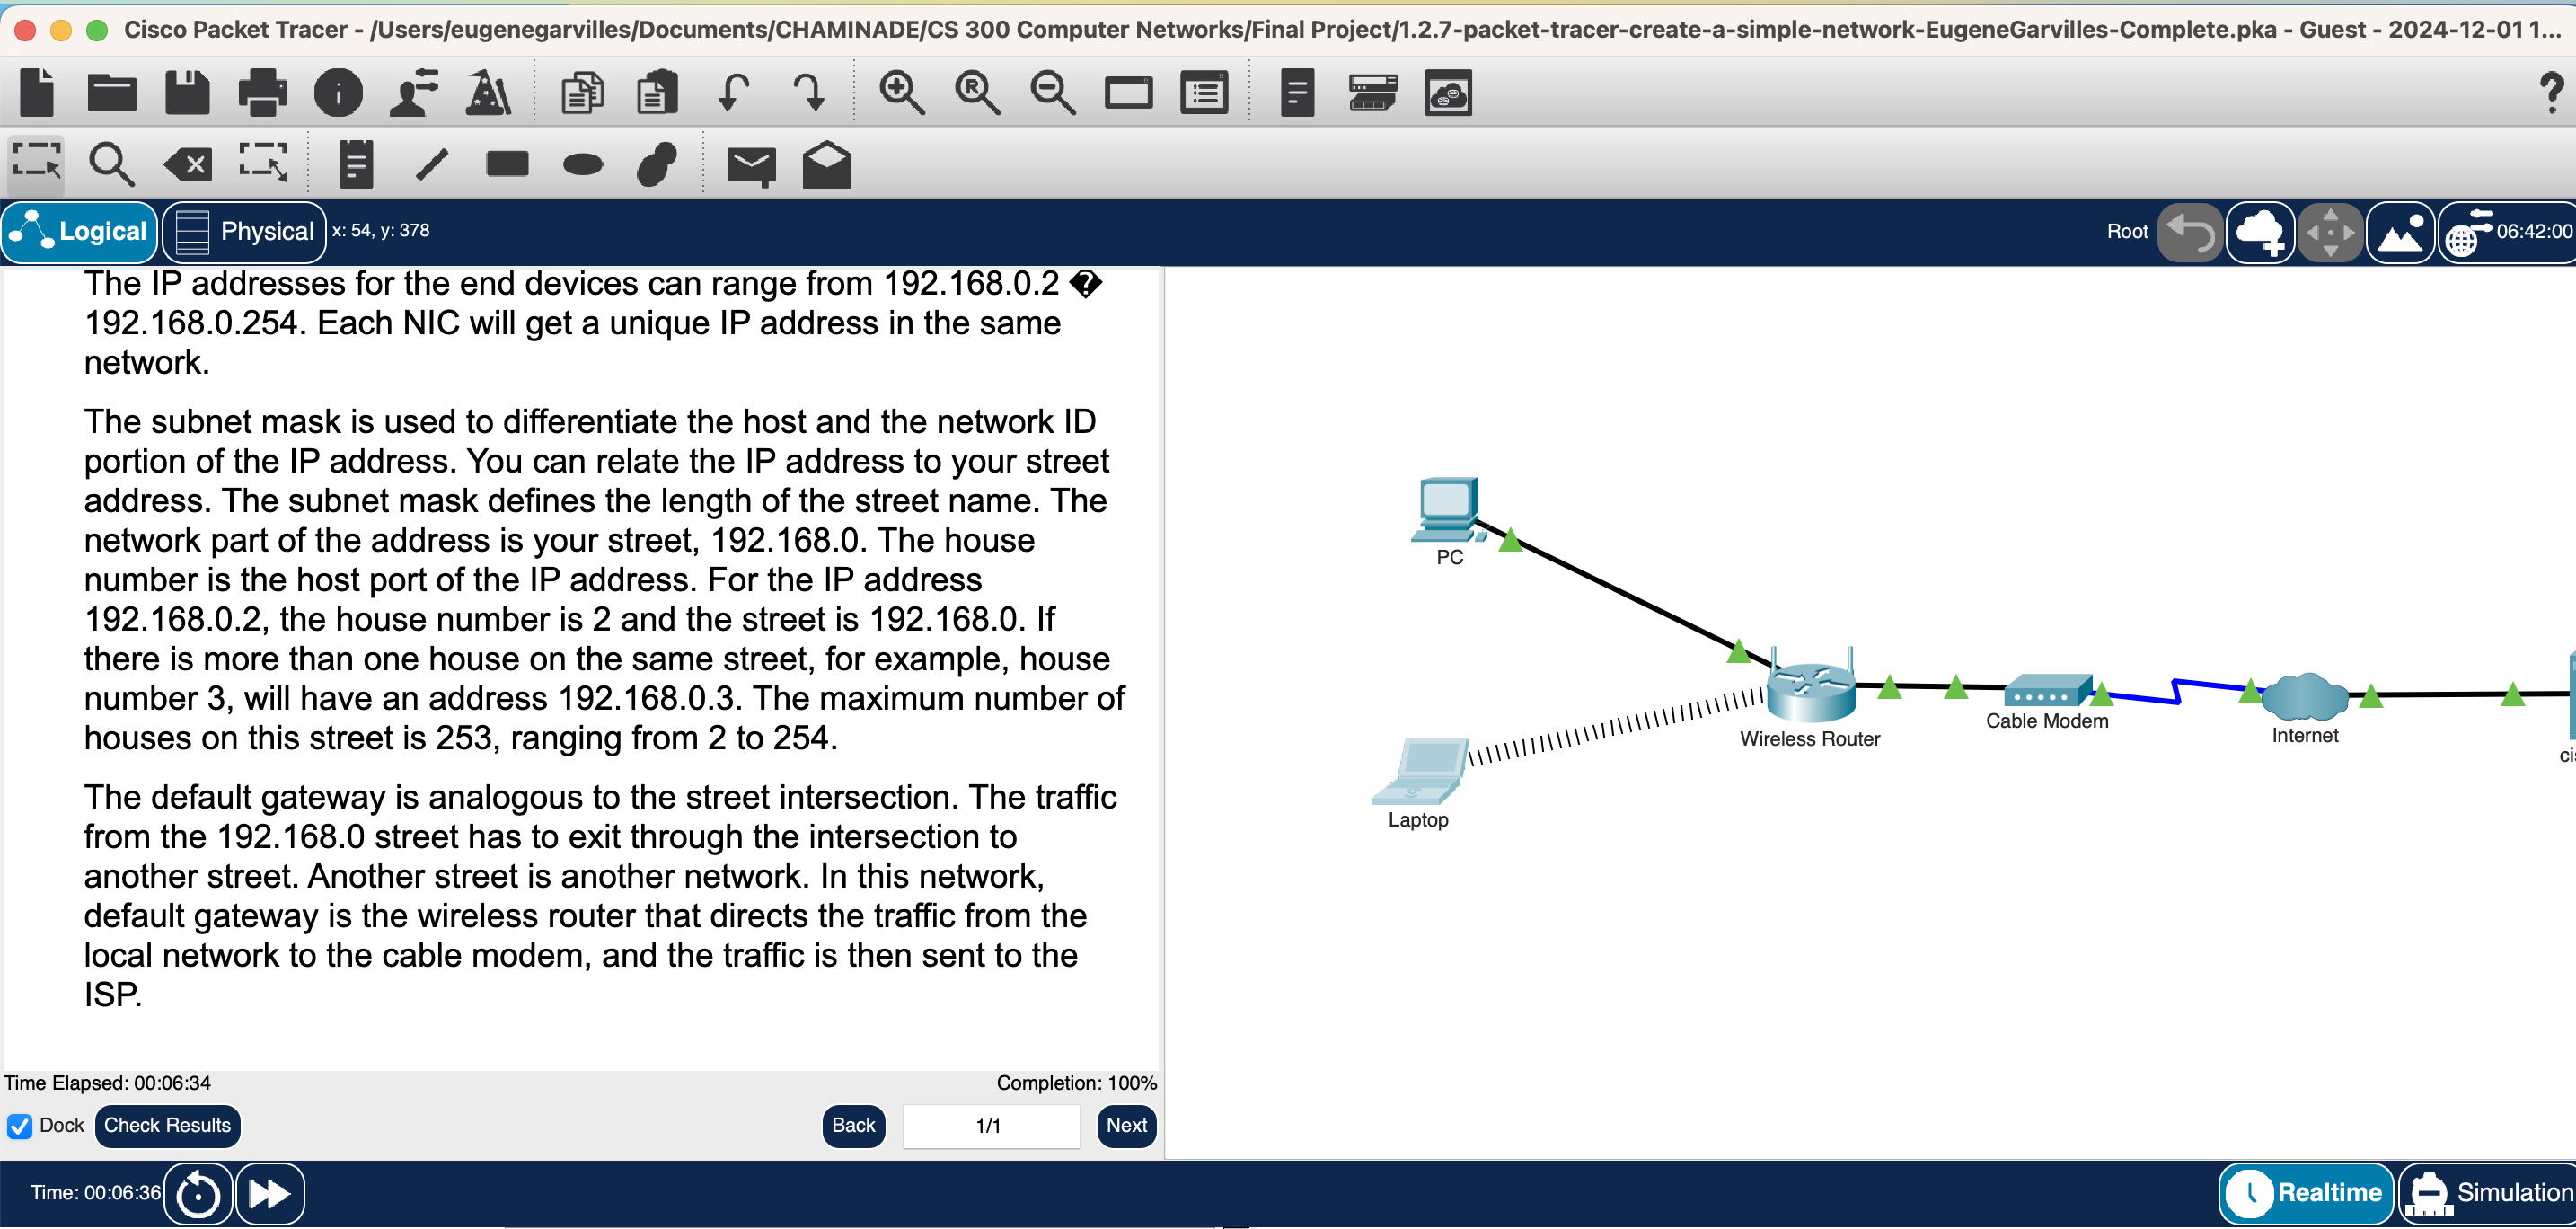 Cisco Packet Tracer - /Users/eugenegarvilles/Documents/CHAMINADE/CS 300 Computer Networks/Final Project/1.2.7-packet-tracer-create-a-simple-network-EugeneGarvilles-Complete.pka - Guest - 2024-12-01 1...
Logical
Physical
x: 54, y: 378
Root
06:42:00
The IP addresses for the end devices can range from 192.168.0.2 �
192.168.0.254. Each NIC will get a unique IP address in the same
network.
The subnet mask is used to differentiate the host and the network ID
portion of the IP address. You can relate the IP address to your street
address. The subnet mask defines the length of the street name. The
network part of the address is your street, 192.168.0. The house
number is the host port of the IP address. For the IP address
192.168.0.2, the house number is 2 and the street is 192.168.0. If
there is more than one house on the same street, for example, house
number 3, will have an address 192.168.0.3. The maximum number of
houses on this street is 253, ranging from 2 to 254.
The default gateway is analogous to the street intersection. The traffic
from the 192.168.0 street has to exit through the intersection to
another street. Another street is another network. In this network,
default gateway is the wireless router that directs the traffic from the
local network to the cable modem, and the traffic is then sent to the
ISP.
PC
Wireless Router
Cable Modem
Internet
cis
Laptop
Time Elapsed: 00:06:34
Completion: 100%
Dock
Check Results
Back
1/1
Next
Time: 00:06:36
Realtime
Simulation